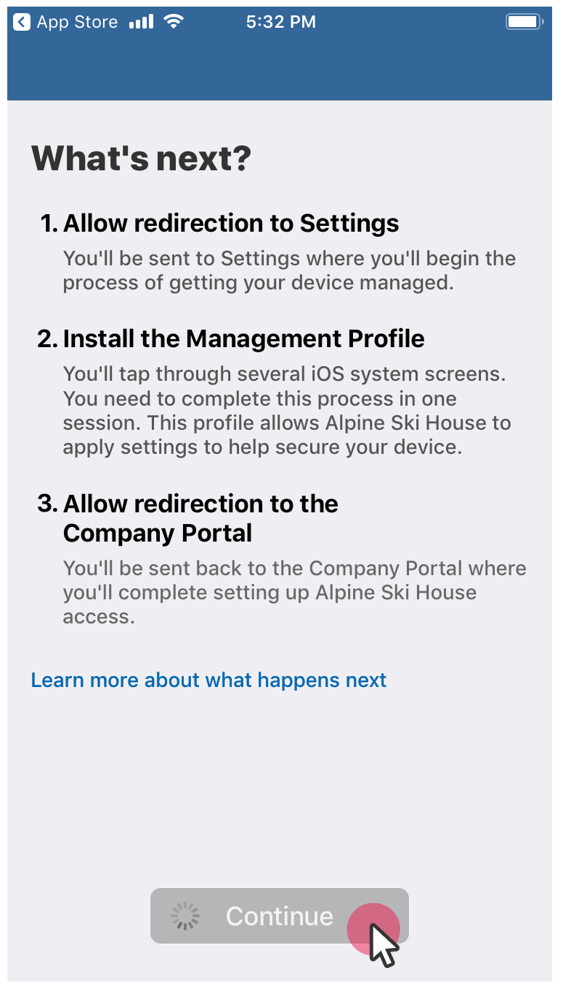 App Store
5:32 PM
What's next?
1. Allow redirection to Settings
You'll be sent to Settings where you'll begin the
process of getting your device managed.
2. Install the Management Profile
You'll tap through several iOS system screens.
You need to complete this process in one
session. This profile allows Alpine Ski House to
apply settings to help secure your device.
3. Allow redirection to the
Company Portal
You'll be sent back to the Company Portal where
you'll complete setting up Alpine Ski House
access.
Learn more about what happens next
Continue